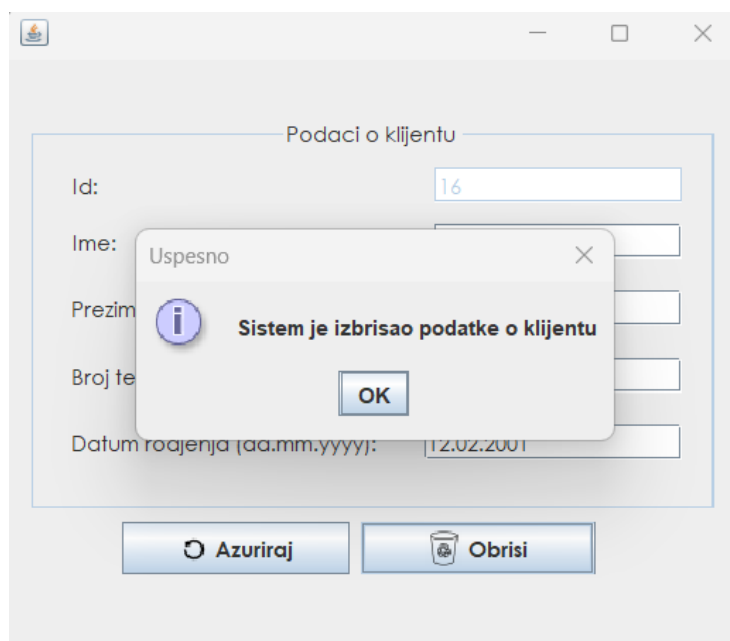 Podaci o klijentu
Id: 16
Ime:
Uspesno
Prezim
Sistem je izbrisao podatke o klijentu
Broj te
OK
Datum rodjenja (dd.mm.yyyy): 12.02.2001
Azuriraj Obrisi